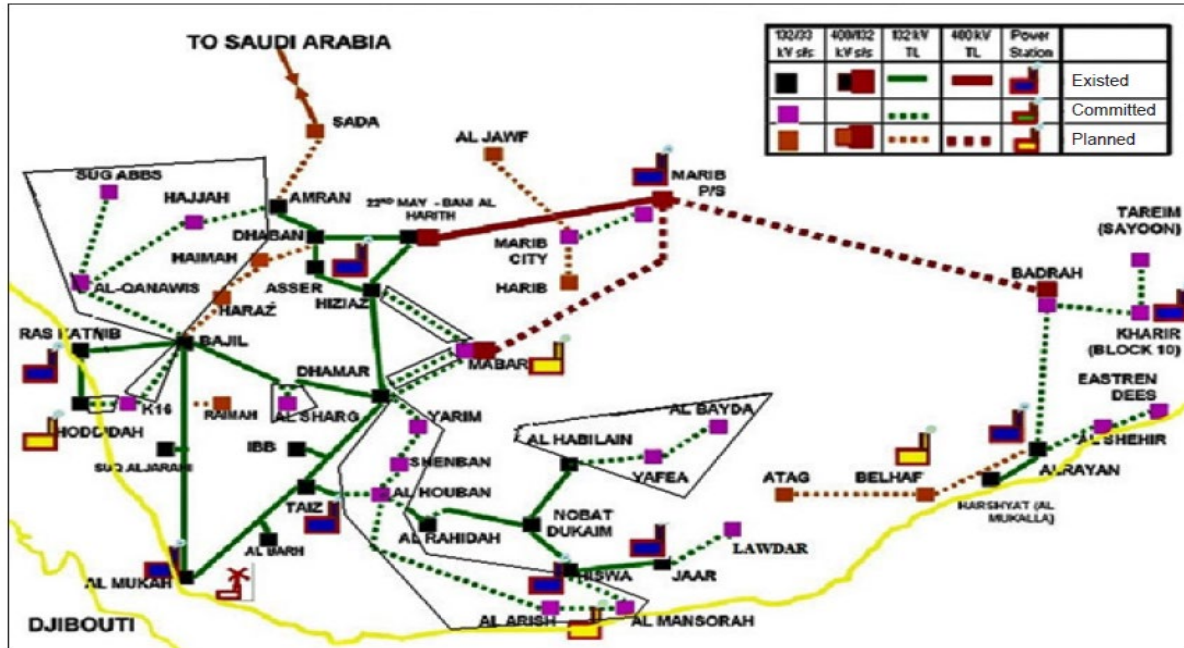 TO SAUDI ARABIA
132/33 kV s/s
400/132 kV s/s
132 kV TL
400 kV TL
Power Station
Existed
Committed
Planned
SADA
AL JAWF
MARIB P/S
SUG ABBS
HAJJAH
AMRAN
22ND MAY - BANI AL HARITH
DHABAN
MARIB CITY
TAREIM (SAYOON)
HAIMAH
ASSER
HIZIAZ
HARIB
BADRAH
AL-QANAWIS
HARAZ
KHARIR (BLOCK 10)
RAS KATNIB
BAJIL
DHAMAR
MABAR
EASTREN DEES
K16
RAIMAH
AL SHARG
YARIM
AL BAYDA
HODDIDAH
AL HABILAIN
AL SHEHIR
IBB
SUQ ALJARAHI
SHENBAN
YAFEA
ATAG
BELHAF
ALRAYAN
AL HOUBAN
HARSHYAT (AL MUKALLA)
TAIZ
NOBAT DUKAIM
AL RAHIDAH
AL BARH
LAWDAR
AL MUKAH
HISWA
JAAR
AL ARISH
AL MANSORAH
DJIBOUTI